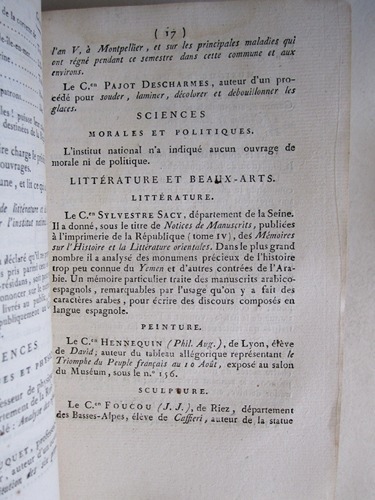 ( 17 )
l'an V, à Montpellier, et sur les principales maladies qui
ont régné pendant ce semestre dans cette commune et aux
environs.
Le C.en PAJOT DESCHARMES, auteur d'un pro-
cédé pour souder, laminer, décolorer et debouillonner les
glaces.
SCIENCES
MORALES ET POLITIQUES.
L'institut national n'a indiqué aucun ouvrage de
morale ni de politique.
LITTÉRATURE ET BEAUX-ARTS.
LITTÉRATURE.
Le C.en SYLVESTRE SACY, département de la Seine.
Il a donné, sous le titre de Notices de Manuscrits, publiées
à l'imprimerie de la République (tome IV), des Mémoires
sur l'Histoire et la Littérature orientales. Dans le plus grand
nombre il a analysé des monumens précieux de l'histoire
trop peu connue du Yemen et d'autres contrées de l'Ara-
bie. Un mémoire particulier traite des manuscrits arabico-
espagnols, remarquables par l'usage qu'on y a fait des
caractères arabes, pour écrire des discours composés en
langue espagnole.
PEINTURE.
Le C.en HENNEQUIN (Phil. Aug.), de Lyon, élève
de David; auteur du tableau allégorique représentant le
Triomphe du Peuple français au 10 Août, exposé au salon
du Muséum, sous le n.º 156.
SCULPTURE.
Le C.en FOUCOU (J. J.), de Riez, département
des Basses-Alpes, élève de Caffieri, auteur de la statue